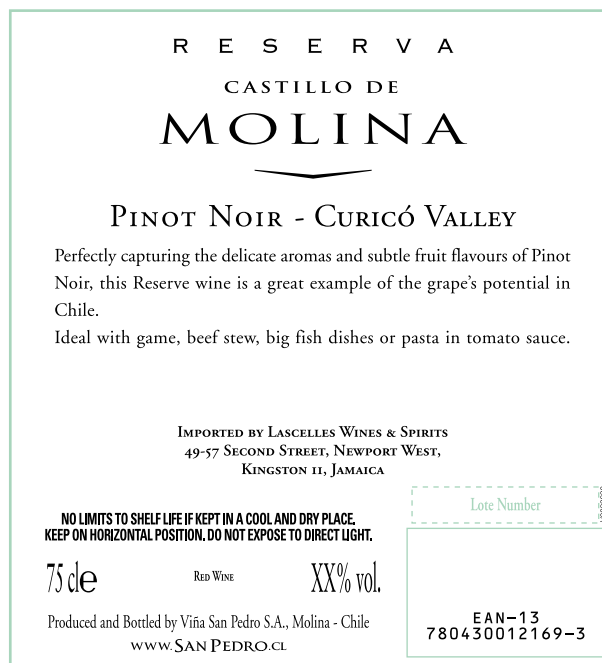 RESERVA
CASTILLO DE
MOLINA
PINOT NOIR - CURICÓ VALLEY
Perfectly capturing the delicate aromas and subtle fruit flavours of Pinot
Noir, this Reserve wine is a great example of the grape's potential in
Chile.
Ideal with game, beef stew, big fish dishes or pasta in tomato sauce.
IMPORTED BY LASCELLES WINES & SPIRITS
49-57 SECOND STREET, NEWPORT WEST,
KINGSTON 11, JAMAICA
Lote Number
NO LIMITS TO SHELF LIFE IF KEPT IN A COOL AND DRY PLACE.
KEEP ON HORIZONTAL POSITION. DO NOT EXPOSE TO DIRECT LIGHT.
75 cl e RED WINE XX% vol.
Produced and Bottled by Viña San Pedro S.A., Molina - Chile
WWW.SANPEDRO.CL
EAN-13
780430012169-3